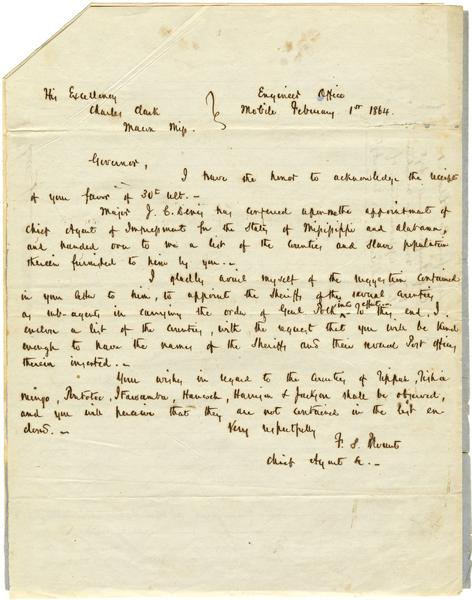 His Excellency
Charles Clark
Macon Miss.
Engineer Office
Mobile February 1st 1864.
Governor,
I have the honor to acknowledge the receipt
of your favor of 30th ult. –
Major J. C. Denis has conferred upon me the appointment of
Chief Agent of Impressment for the States of Mississippi and Alabama,
and handed over to me a list of the Counties and Slave population
therein furnished to him by you. –
I gladly avail myself of the suggestion contained
in your letter to him, to appoint the Sheriffs of the several Counties
as sub-agents in carrying the order of Genl Polk into effect – to this end, I
enclose a list of the Counties, with the request that you will be kind
enough to have the names of the Sheriffs and their several Post offices
therein inserted. –
Your wishes in regard to the Counties of Tippah, Tisho
mingo, Pontotoc, Itawamba, Hancock, Harrison & Jackson shall be observed,
and you will perceive that they are not contained in the list en
closed. –
Very respectfully
F. S. Blount
Chief Agent &. –